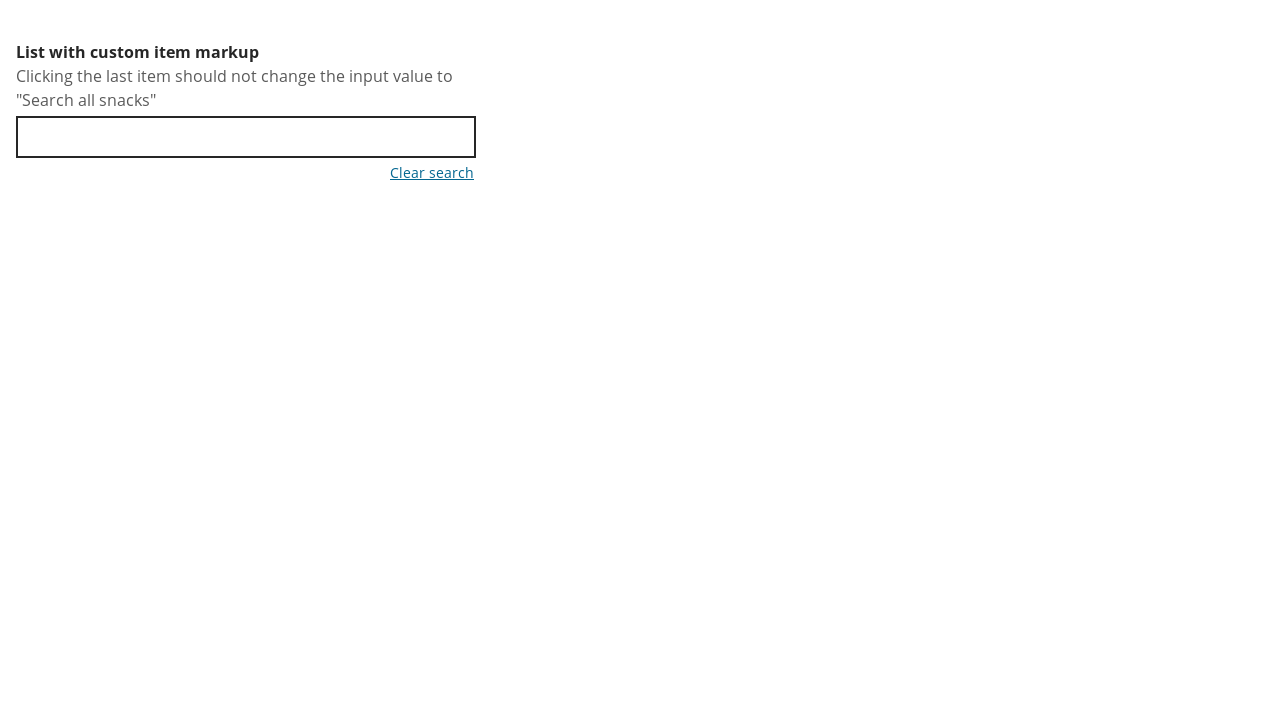 List with custom item markup
Clicking the last item should not change the input value to
"Search all snacks"
Clear search